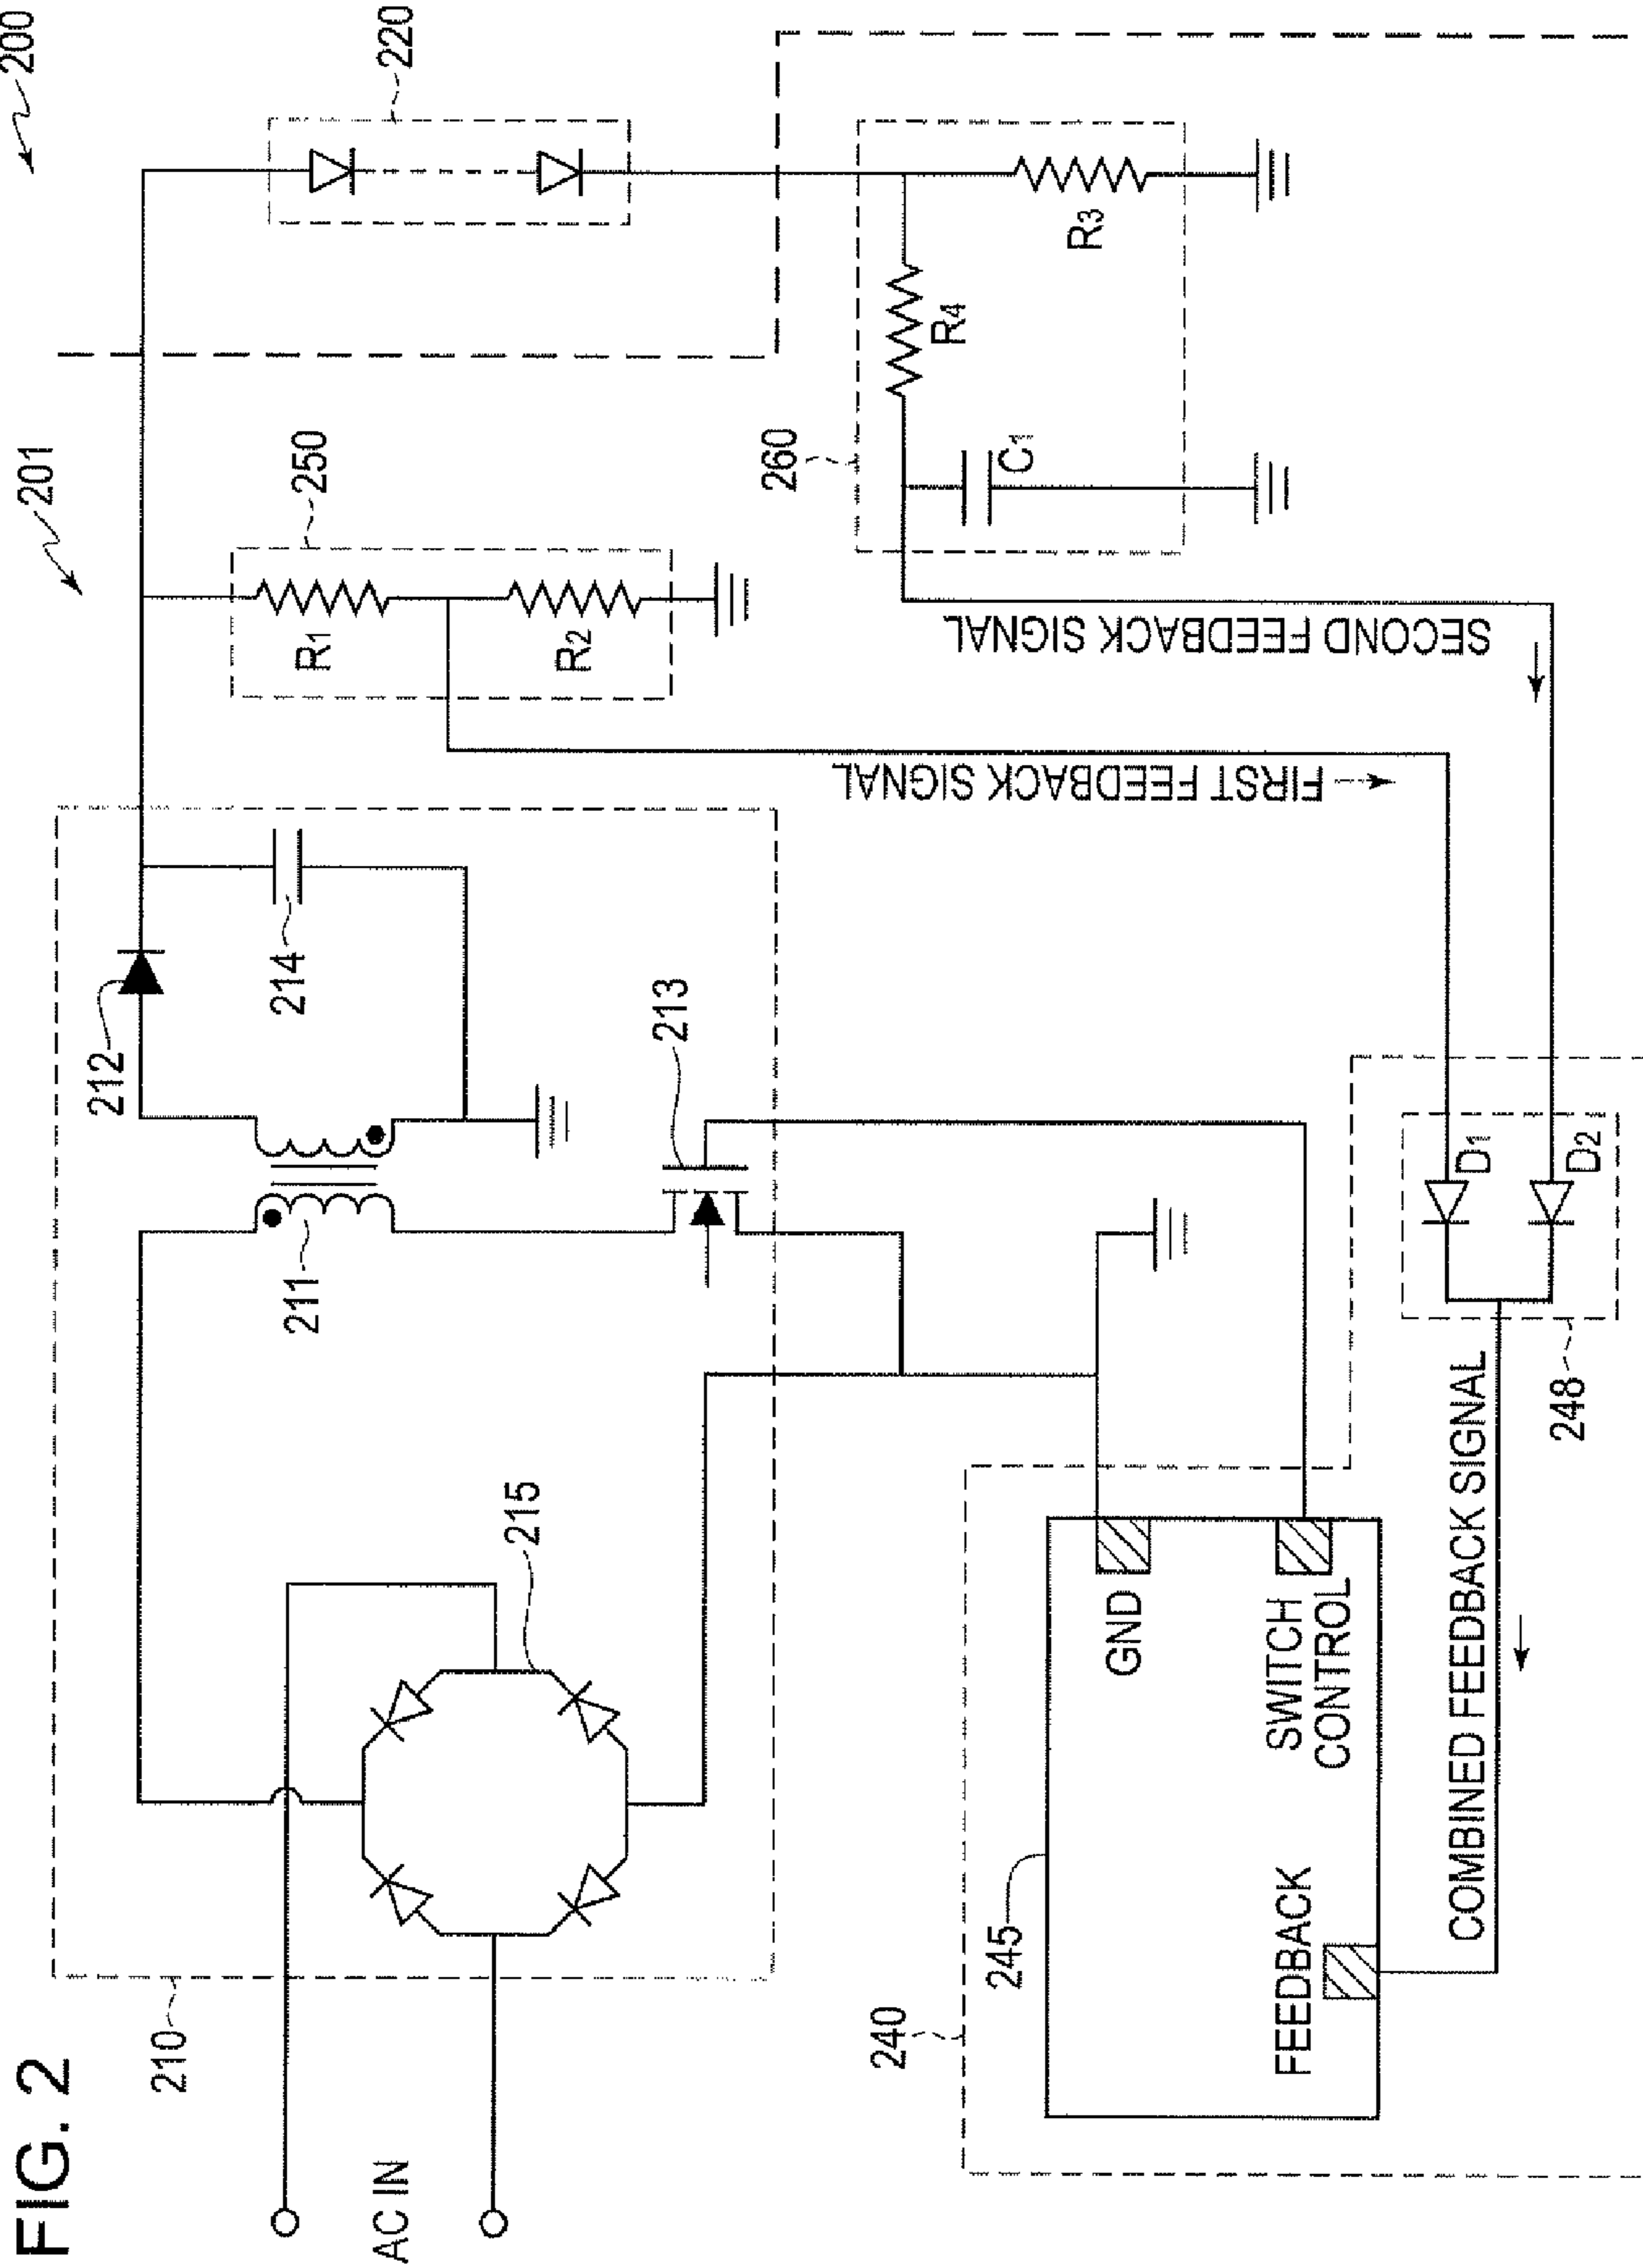 FIG. 2
200
201
220
250
R1
R2
260
R4
R3
C1
212
214
213
211
215
210
AC IN
FIRST FEEDBACK SIGNAL
SECOND FEEDBACK SIGNAL
240
245
GND
SWITCH
CONTROL
FEEDBACK
COMBINED FEEDBACK SIGNAL
248
D1
D2